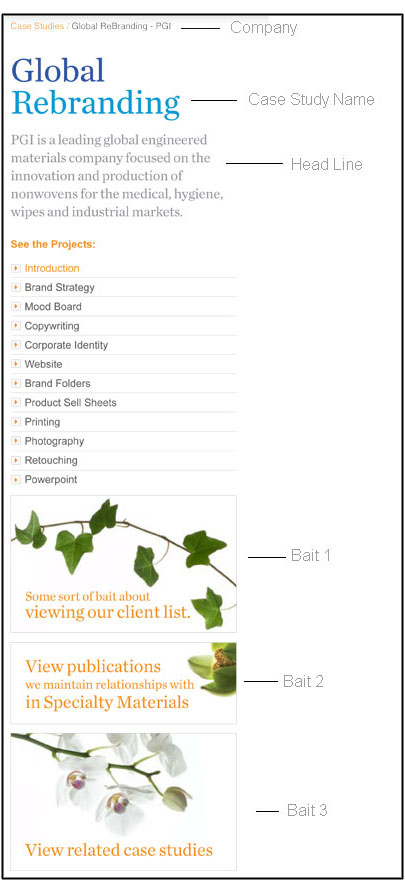 Case Studies / Global ReBranding - PGI
Company
Global
Rebranding
Case Study Name
PGI is a leading global engineered
materials company focused on the
innovation and production of
nonwovens for the medical, hygiene,
wipes and industrial markets.
Head Line
See the Projects:
Introduction
Brand Strategy
Mood Board
Copywriting
Corporate Identity
Website
Brand Folders
Product Sell Sheets
Printing
Photography
Retouching
Powerpoint
Some sort of bait about
viewing our client list.
Bait 1
View publications
we maintain relationships with
in Specialty Materials
Bait 2
View related case studies
Bait 3